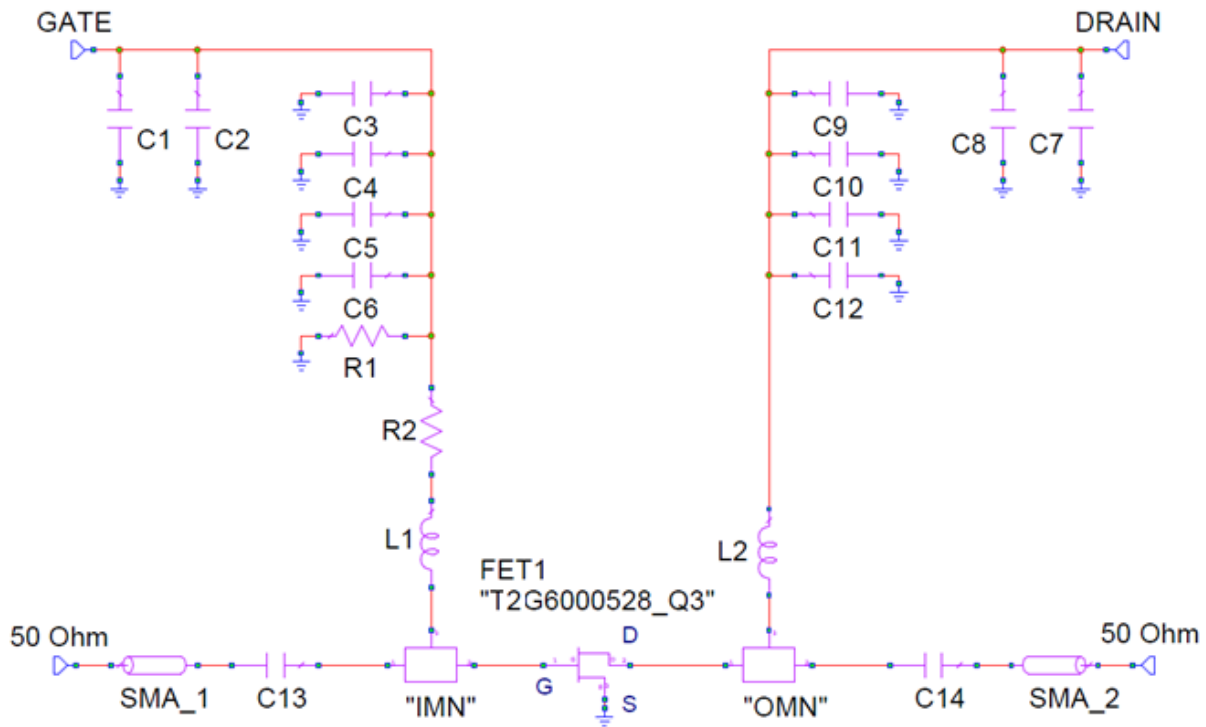 GATE
DRAIN
C1
C2
C3
C4
C5
C6
R1
R2
L1
C9
C10
C11
C12
C8
C7
L2
FET1
"T2G6000528_Q3"
D
G
S
50 Ohm
SMA_1
C13
"IMN"
"OMN"
C14
SMA_2
50 Ohm